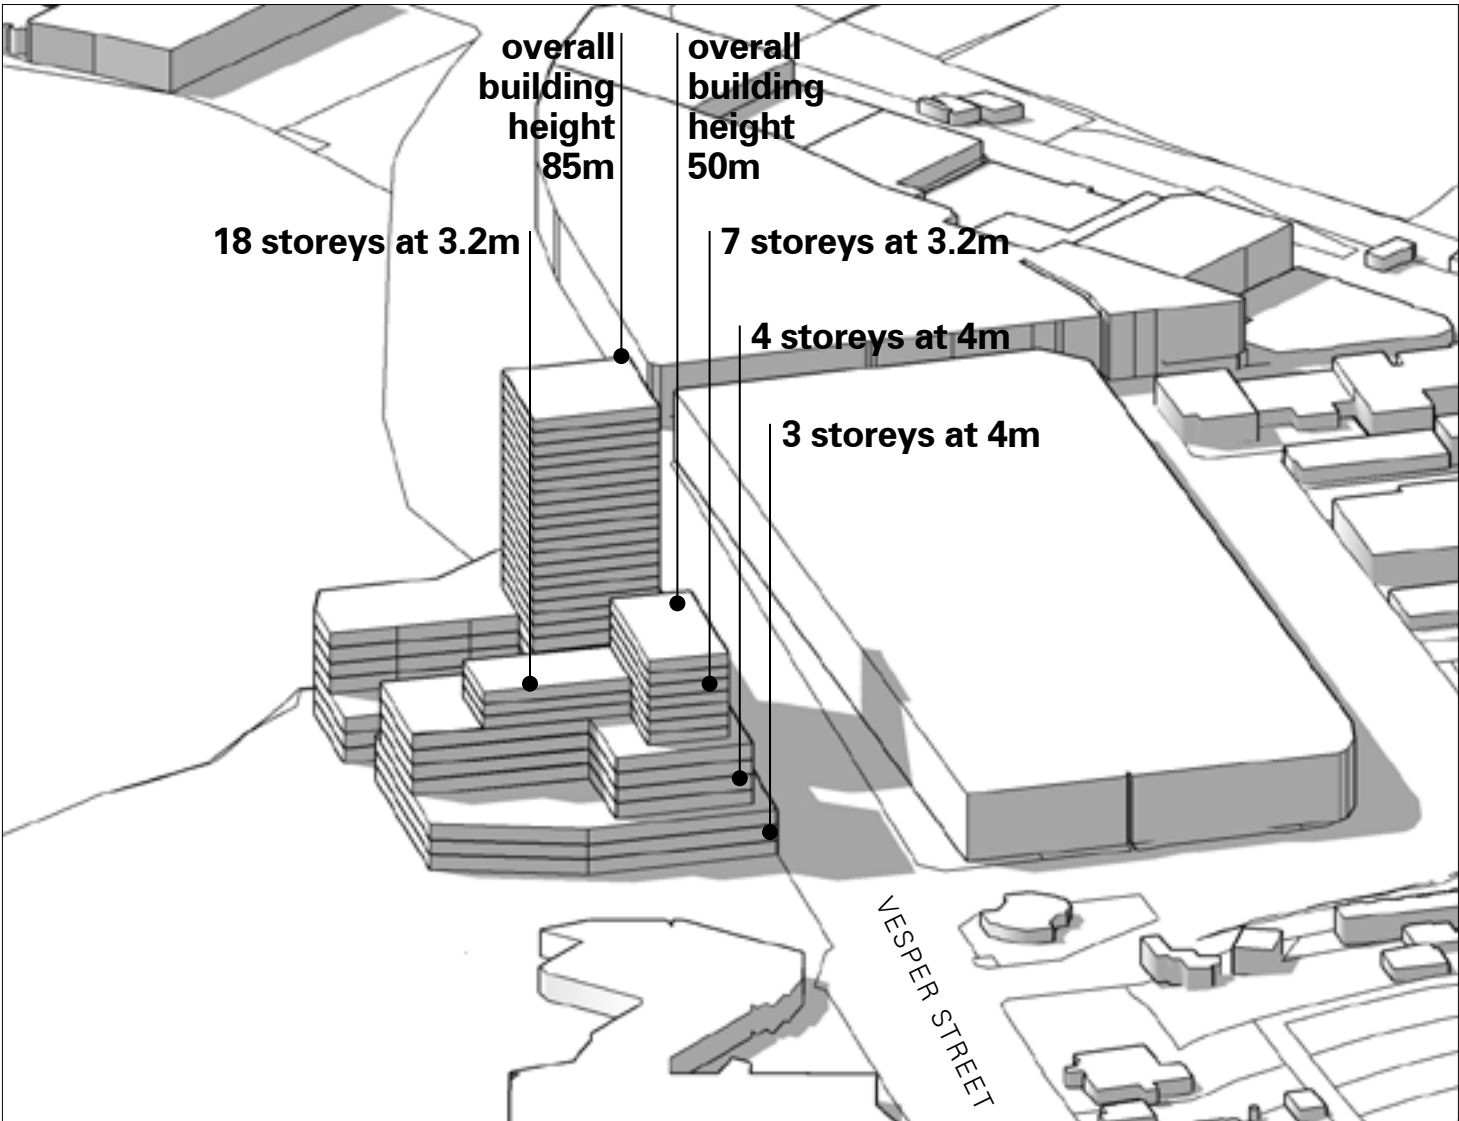 overall
building
height
85m
overall
building
height
50m
18 storeys at 3.2m
7 storeys at 3.2m
4 storeys at 4m
3 storeys at 4m
VESPER STREET